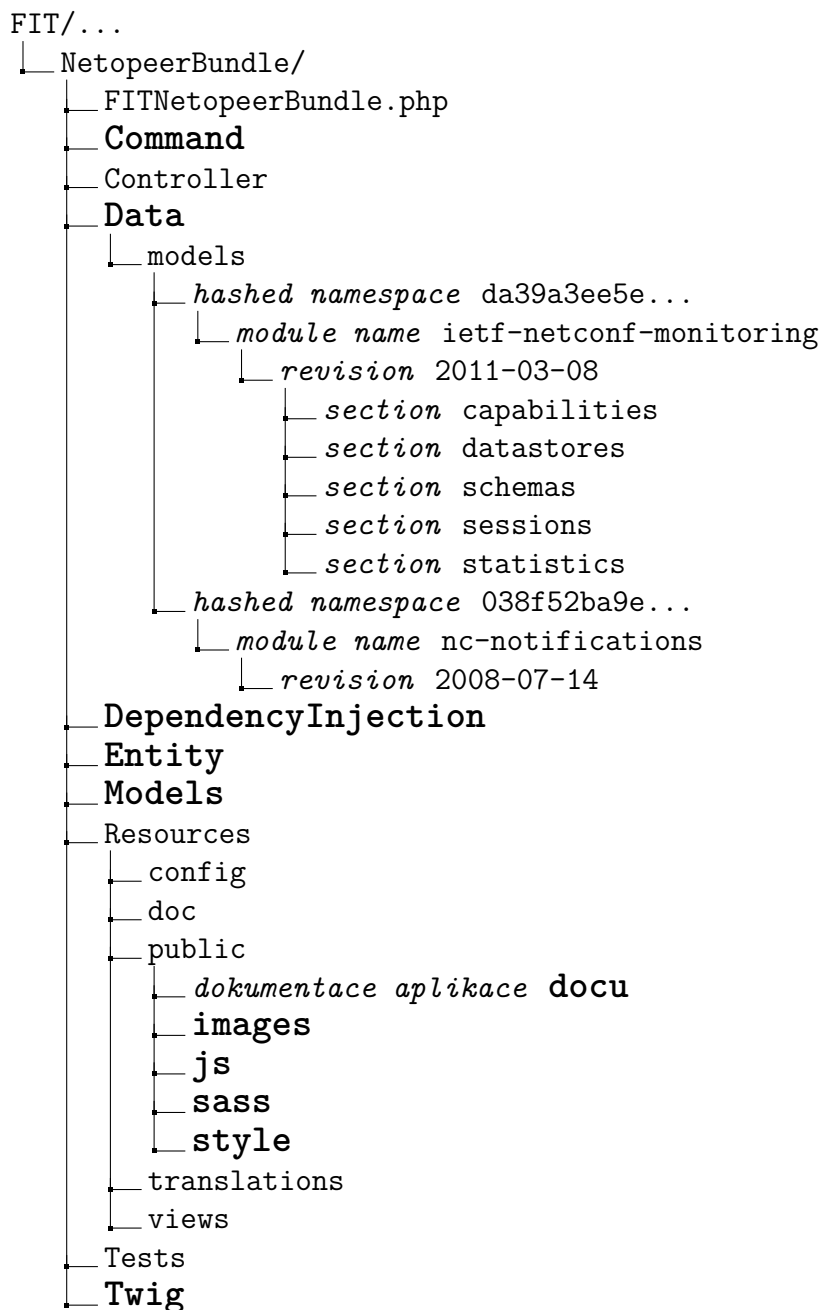 FIT/...
NetopeerBundle/
FITNetopeerBundle.php
Command
Controller
Data
models
hashed namespace da39a3ee5e...
module name ietf-netconf-monitoring
revision 2011-03-08
section capabilities
section datastores
section schemas
section sessions
section statistics
hashed namespace 038f52ba9e...
module name nc-notifications
revision 2008-07-14
DependencyInjection
Entity
Models
Resources
config
doc
public
dokumentace aplikace docu
images
js
sass
style
translations
views
Tests
Twig